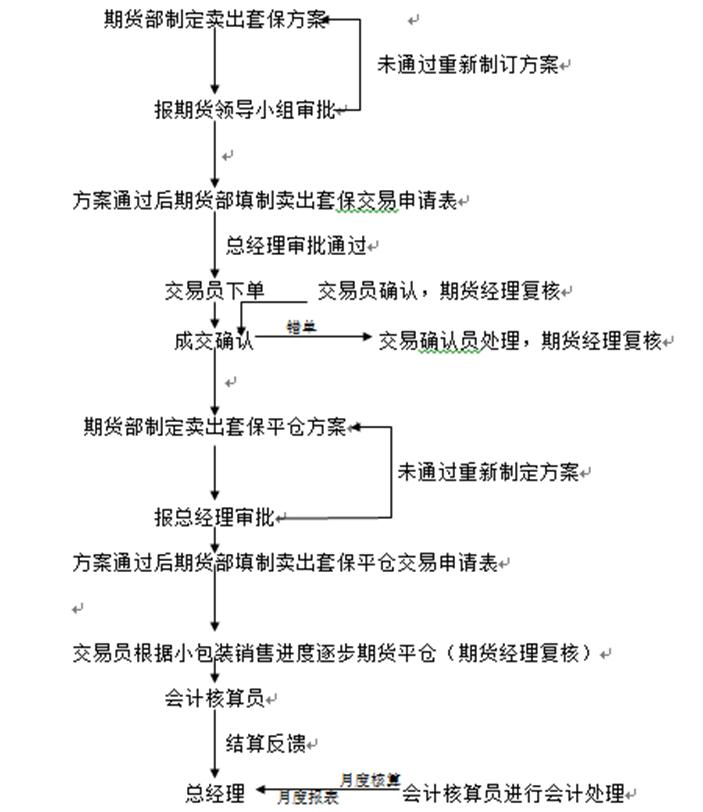 期货部制定卖出套保方案
未通过重新制订方案
报期货领导小组审批
方案通过后期货部填制卖出套保交易申请表
总经理审批通过
交易员下单 交易员确认，期货经理复核
成交确认 错单 交易确认员处理，期货经理复核
期货部制定卖出套保平仓方案
未通过重新制定方案
报总经理审批
方案通过后期货部填制卖出套保平仓交易申请表
交易员根据小包装销售进度逐步期货平仓（期货经理复核）
会计核算员
结算反馈
月度核算
总经理 月度报表 会计核算员进行会计处理